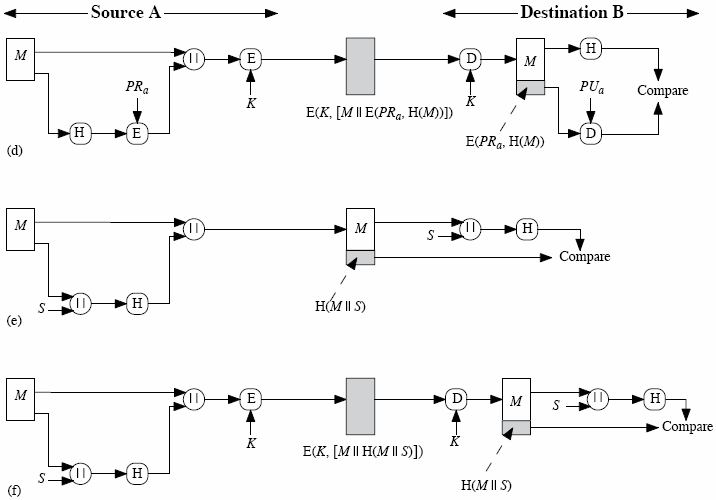 Source A
Destination B
M
||
E
K
E(K, [M || E(PRa, H(M))])
D
K
M
H
PUa
Compare
PRa
H
E
E(PRa, H(M))
D
(d)
M
||
M
S
||
H
Compare
S
||
H
H(M || S)
(e)
M
||
E
K
E(K, [M || H(M || S)])
D
K
M
S
||
H
Compare
S
||
H
H(M || S)
(f)